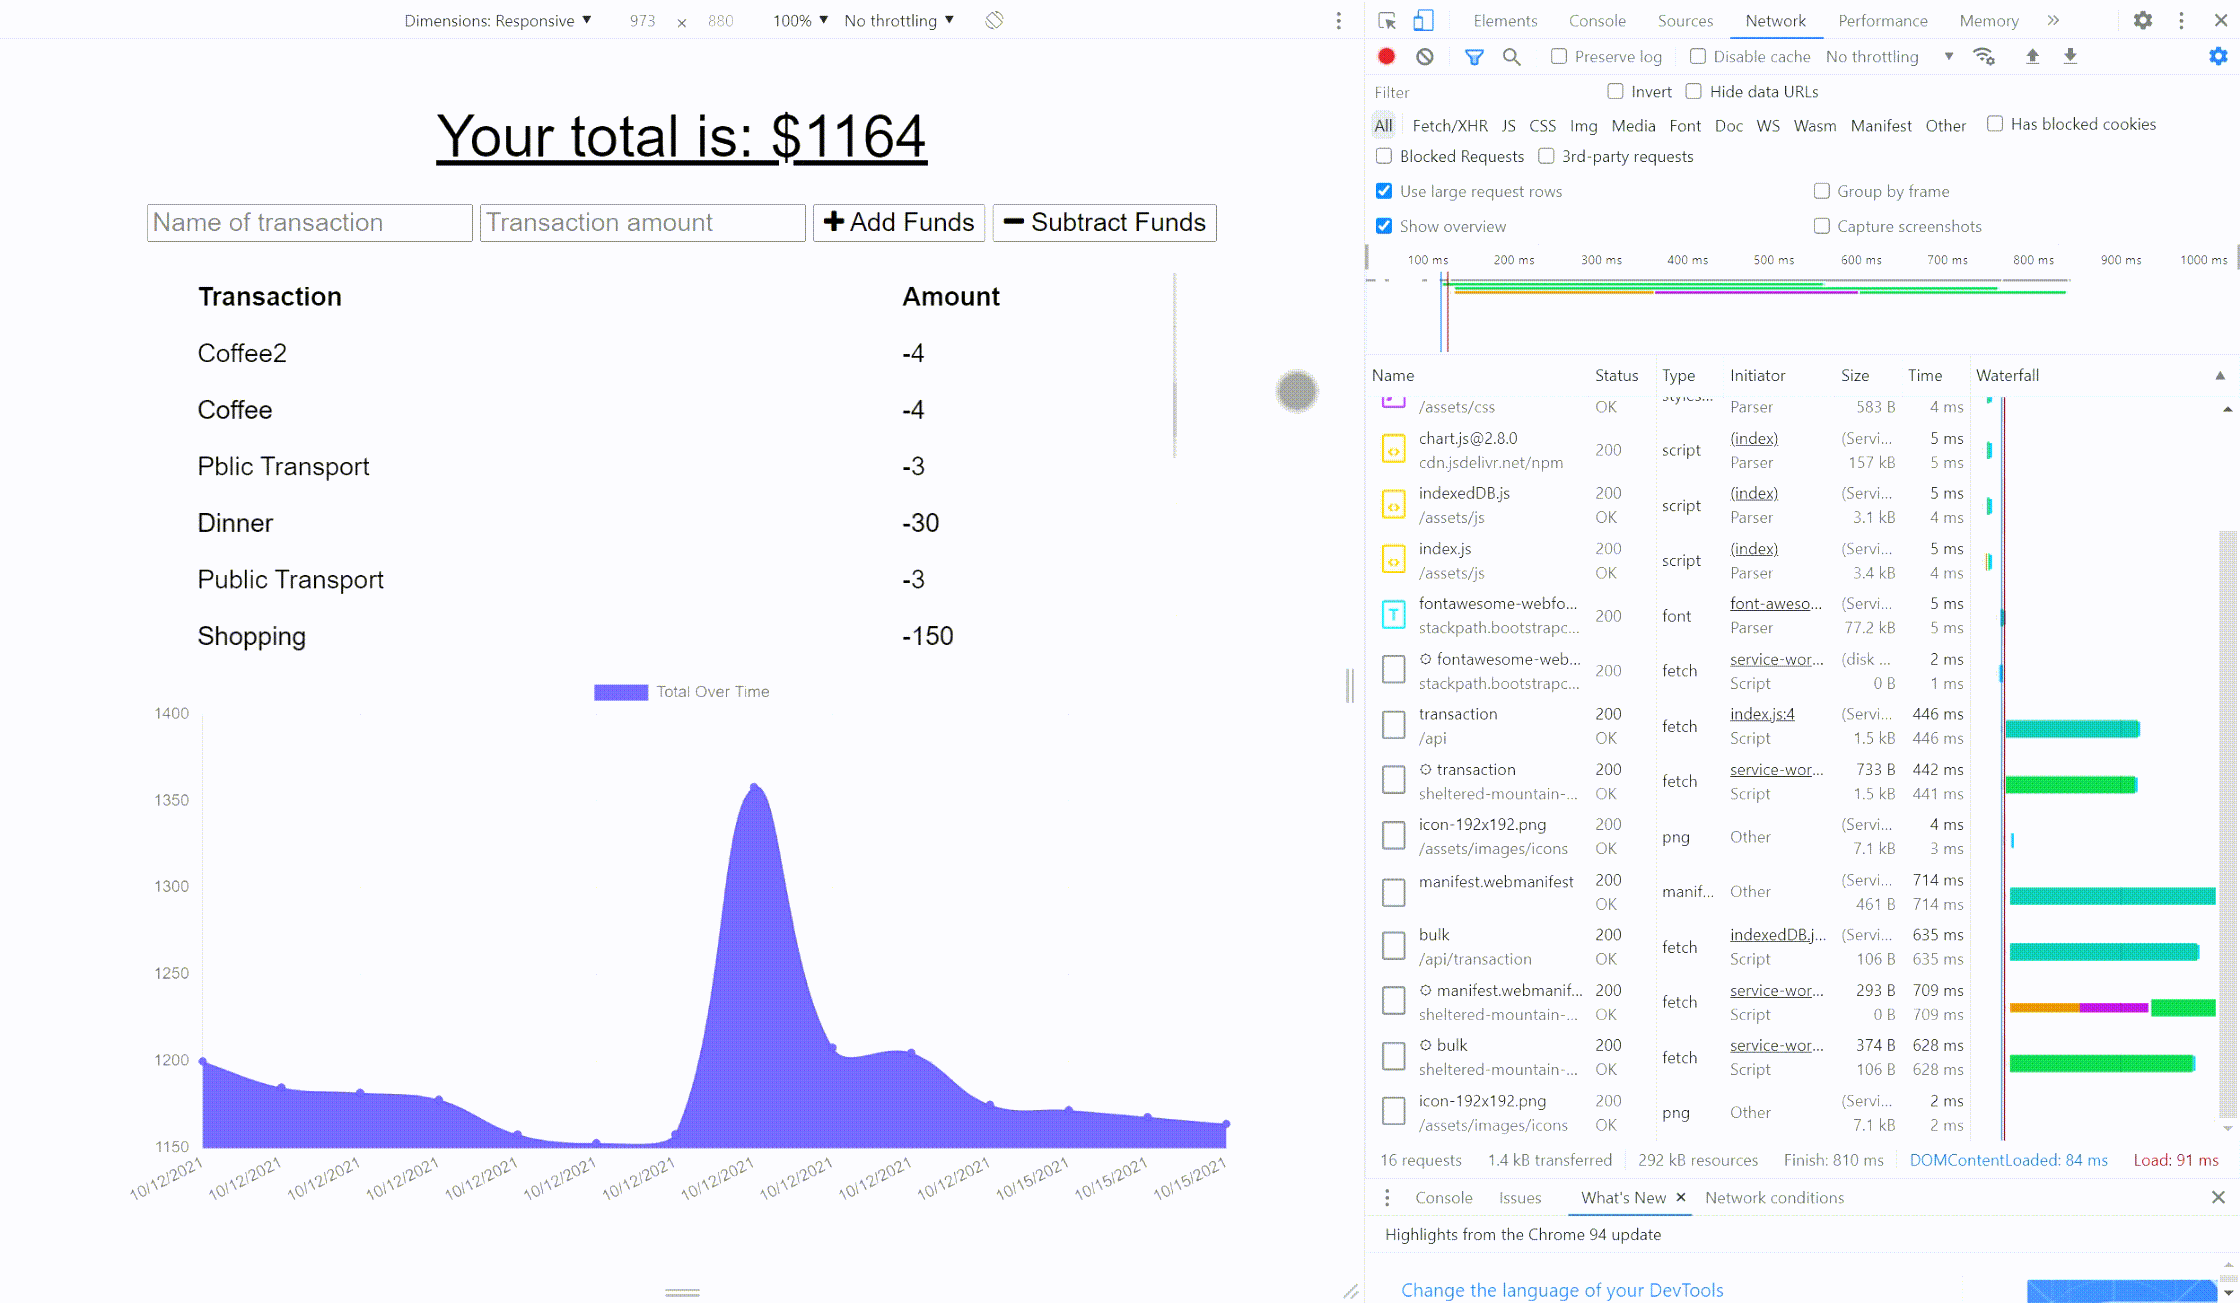 Dimensions: Responsive ▼ 973 × 880 100% ▼ No throttling ▼
Your total is: $1164
Name of transaction Transaction amount Add Funds Subtract Funds
Transaction Amount
Coffee2 -4
Coffee -4
Pblic Transport -3
Dinner -30
Public Transport -3
Shopping -150
Total Over Time
1400
1350
1300
1250
1200
1150
10/12/2021 10/12/2021 10/12/2021 10/12/2021 10/12/2021 10/12/2021 10/12/2021 10/12/2021 10/12/2021 10/12/2021 10/12/2021 10/15/2021 10/15/2021 10/15/2021
Elements Console Sources Network Performance Memory
Preserve log Disable cache No throttling
Filter Invert Hide data URLs
All Fetch/XHR JS CSS Img Media Font Doc WS Wasm Manifest Other Has blocked cookies
Blocked Requests 3rd-party requests
Use large request rows Group by frame
Show overview Capture screenshots
100 ms 200 ms 300 ms 400 ms 500 ms 600 ms 700 ms 800 ms 900 ms 1000 ms
Name Status Type Initiator Size Time Waterfall
/assets/css OK Parser 583 B 4 ms
chart.js@2.8.0 200 script (index) (Servi... 5 ms
cdn.jsdelivr.net/npm Parser 157 kB 5 ms
indexedDB.js 200 script (index) (Servi... 5 ms
/assets/js OK Parser 3.1 kB 4 ms
index.js 200 script (index) (Servi... 5 ms
/assets/js OK Parser 3.4 kB 4 ms
fontawesome-webfo... 200 font font-aweso... (Servi... 5 ms
stackpath.bootstrapc... Parser 77.2 kB 5 ms
fontawesome-web... 200 fetch service-wor... (disk ... 2 ms
stackpath.bootstrapc... Script 0 B 1 ms
transaction 200 fetch index.js:4 (Servi... 446 ms
/api OK Script 1.5 kB 446 ms
transaction 200 fetch service-wor... 733 B 442 ms
sheltered-mountain-... OK Script 1.5 kB 441 ms
icon-192x192.png 200 png Other (Servi... 4 ms
/assets/images/icons OK 7.1 kB 3 ms
manifest.webmanifest 200 manif... Other (Servi... 714 ms
OK 461 B 714 ms
bulk 200 fetch indexedDB.j... (Servi... 635 ms
/api/transaction OK Script 106 B 635 ms
manifest.webmanif... 200 fetch service-wor... 293 B 709 ms
sheltered-mountain-... OK Script 0 B 709 ms
bulk 200 fetch service-wor... 374 B 628 ms
sheltered-mountain-... OK Script 106 B 628 ms
icon-192x192.png 200 png Other (Servi... 2 ms
/assets/images/icons OK 7.1 kB 2 ms
16 requests 1.4 kB transferred 292 kB resources Finish: 810 ms DOMContentLoaded: 84 ms Load: 91 ms
Console Issues What's New × Network conditions
Highlights from the Chrome 94 update
Change the language of your DevTools